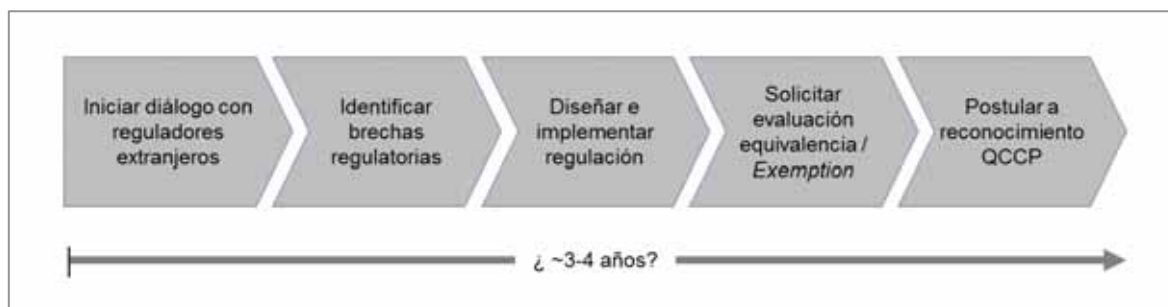 Iniciar diálogo con
reguladores
extranjeros
Identificar
brechas
regulatorias
Diseñar e
implementar
regulación
Solicitar
evaluación
equivalencia /
Exemption
Postular a
reconocimiento
QCCP
¿ ~3-4 años?